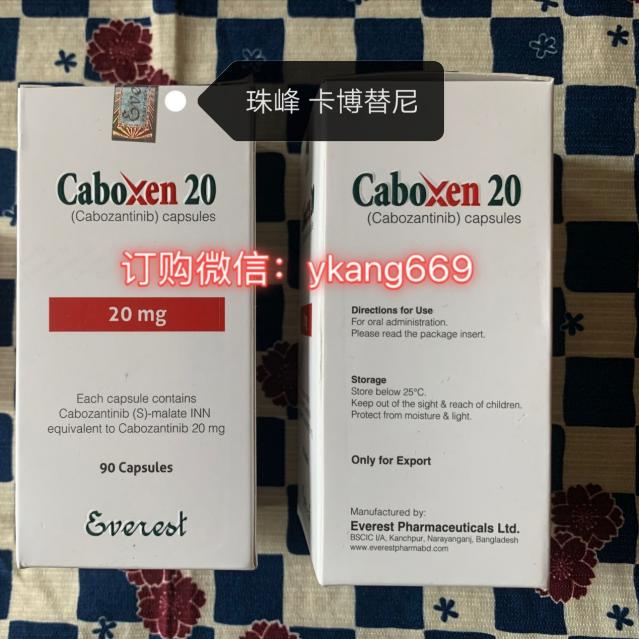 珠峰 卡博替尼
Caboxen 20
(Cabozantinib) capsules
订购微信：ykang669
20 mg
Each capsule contains
Cabozantinib (S)-malate INN
equivalent to Cabozantinib 20 mg
90 Capsules
Everest
Caboxen 20
(Cabozantinib) capsules
Directions for Use
For oral administration.
Please read the package insert.
Storage
Store below 25°C.
Keep out of the sight & reach of children.
Protect from moisture & light.
Only for Export
Manufactured by:
Everest Pharmaceuticals Ltd.
BSCIC I/A, Kanchpur, Narayanganj, Bangladesh
www.everestpharmabd.com